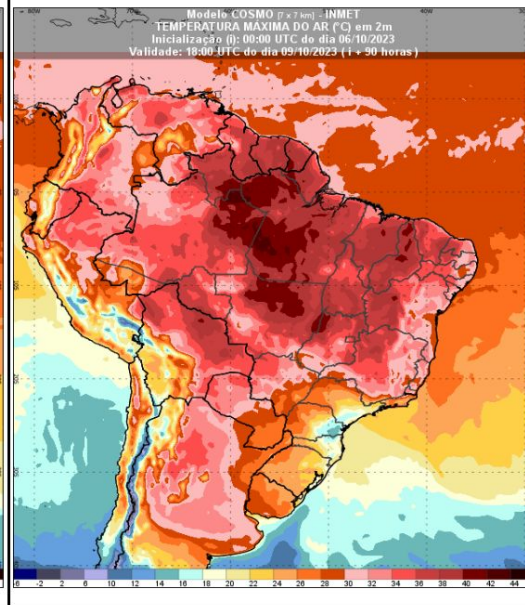 Modelo COSMO [7 x 7 km] - INMET
TEMPERATURA MÁXIMA DO AR (°C) em 2m
Inicialização (i): 00:00 UTC do dia 06/10/2023
Validade: 18:00 UTC do dia 09/10/2023 ( i + 90 horas )
-6 -2 2 6 10 12 14 16 18 20 22 24 26 28 30 32 34 36 38 40 42 44